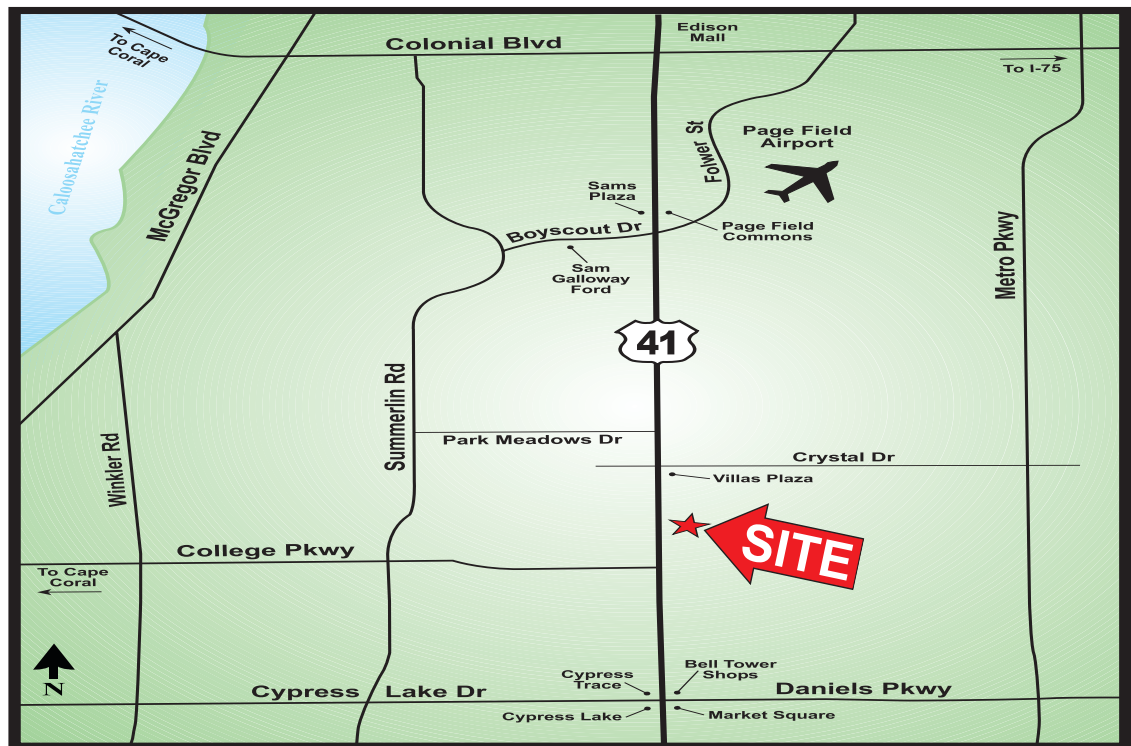 Edison
Mall
To Cape
Coral
Colonial Blvd
To I-75
Caloosahatchee River
McGregor Blvd
Folwer St
Page Field
Airport
Sams
Plaza
Boyscout Dr
Page Field
Commons
Sam
Galloway
Ford
Metro Pkwy
41
Summerlin Rd
Park Meadows Dr
Winkler Rd
Crystal Dr
Villas Plaza
SITE
College Pkwy
To Cape
Coral
N
Cypress
Trace
Bell Tower
Shops
Cypress Lake Dr
Daniels Pkwy
Cypress Lake
Market Square